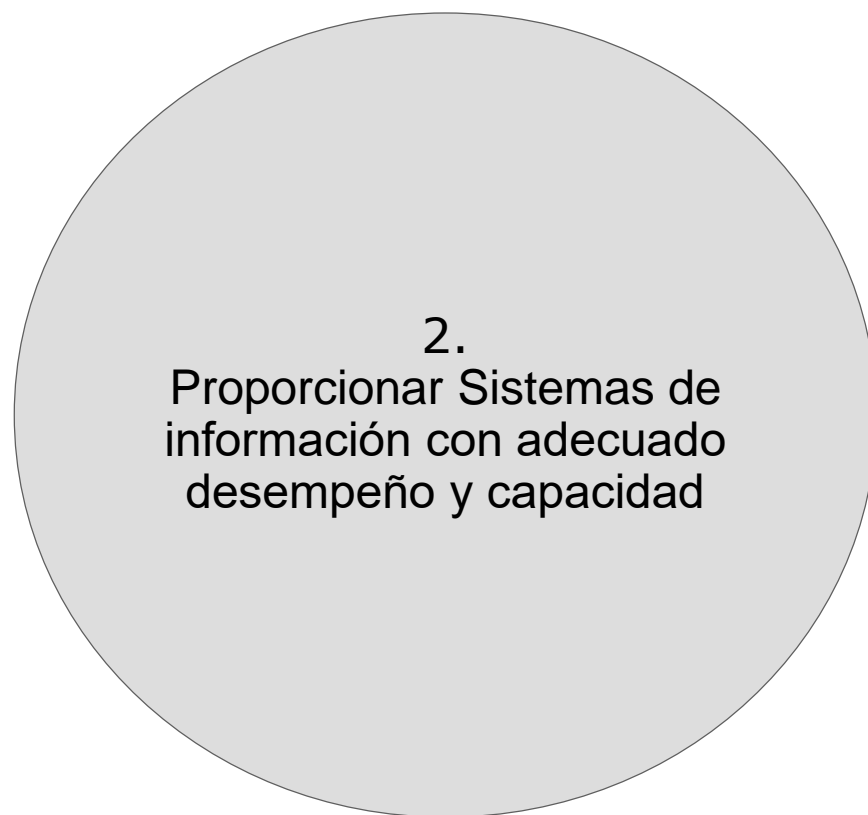 2.
Proporcionar Sistemas de
información con adecuado
desempeño y capacidad